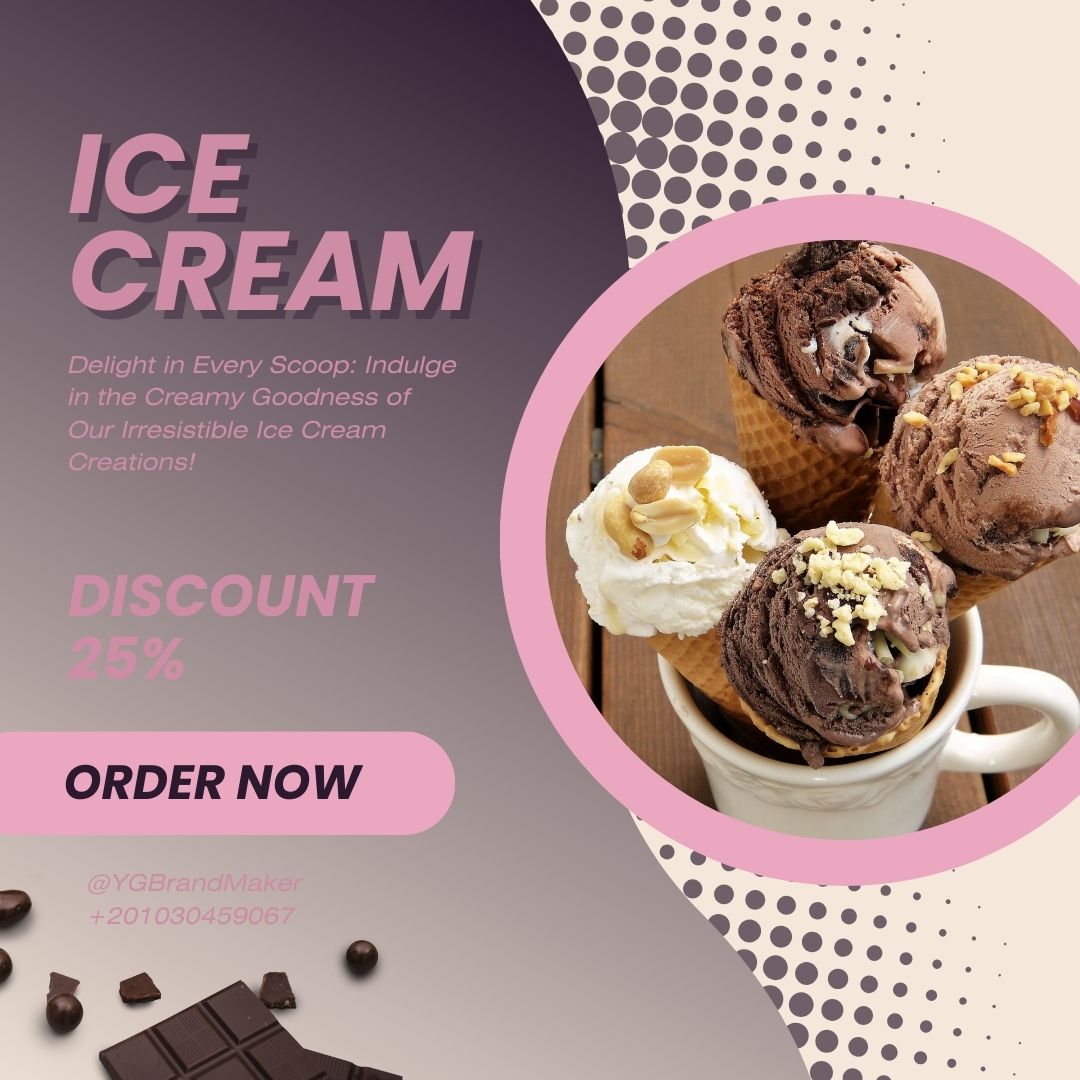 ICE
CREAM
Delight in Every Scoop: Indulge
in the Creamy Goodness of
Our Irresistible Ice Cream
Creations!
DISCOUNT
25%
ORDER NOW
@YGBrandMaker
+201030459067